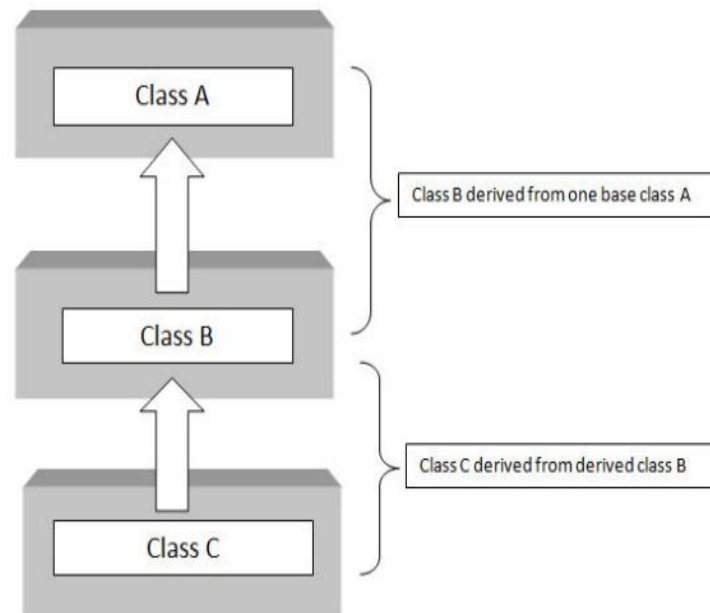 Class A
Class B derived from one base class A
Class B
Class C derived from derived class B
Class C